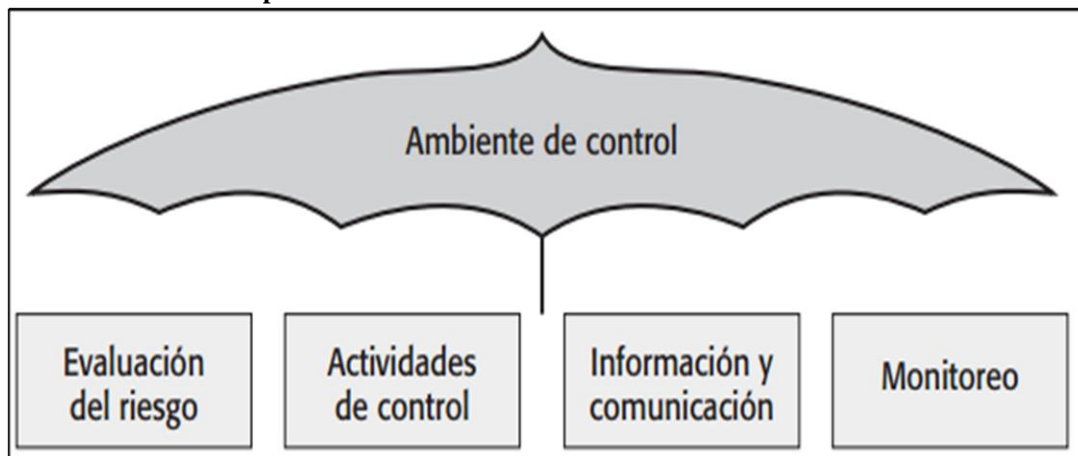 Ambiente de control
Evaluación
del riesgo
Actividades
de control
Información y
comunicación
Monitoreo